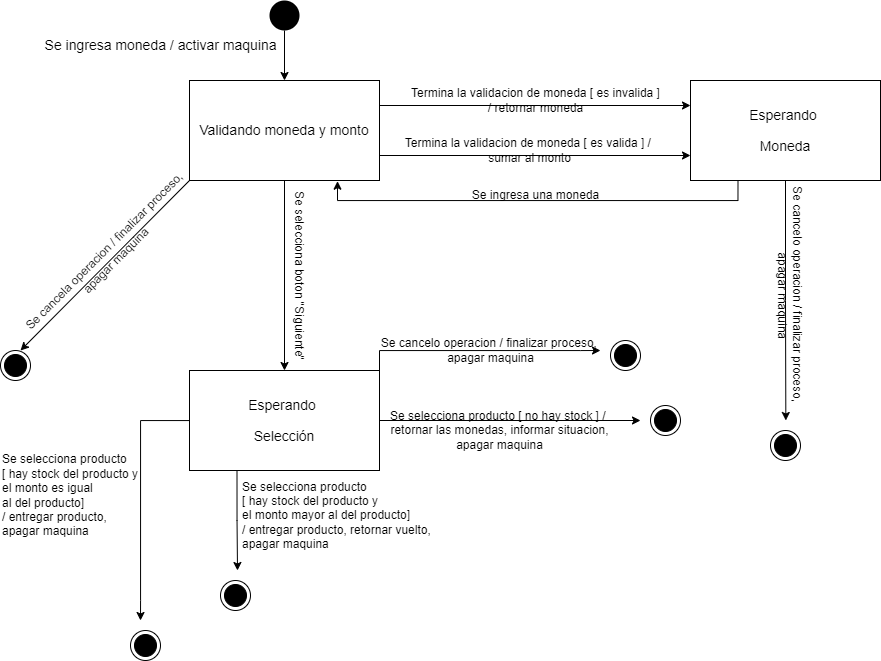 Se ingresa moneda / activar maquina
Validando moneda y monto
Termina la validacion de moneda [ es invalida ]
/ retornar moneda
Termina la validacion de moneda [ es valida ] /
sumar al monto
Esperando
Moneda
Se ingresa una moneda
Se cancela operacion / finalizar proceso,
apagar maquina
Se selecciona boton "Siguiente"
Se cancelo operacion / finalizar proceso,
apagar maquina
Esperando
Selección
Se cancelo operacion / finalizar proceso,
apagar maquina
Se selecciona producto [ no hay stock ] /
retornar las monedas, informar situacion,
apagar maquina
Se selecciona producto
[ hay stock del producto y
el monto es igual
al del producto]
/ entregar producto,
apagar maquina
Se selecciona producto
[ hay stock del producto y
el monto mayor al del producto]
/ entregar producto, retornar vuelto,
apagar maquina